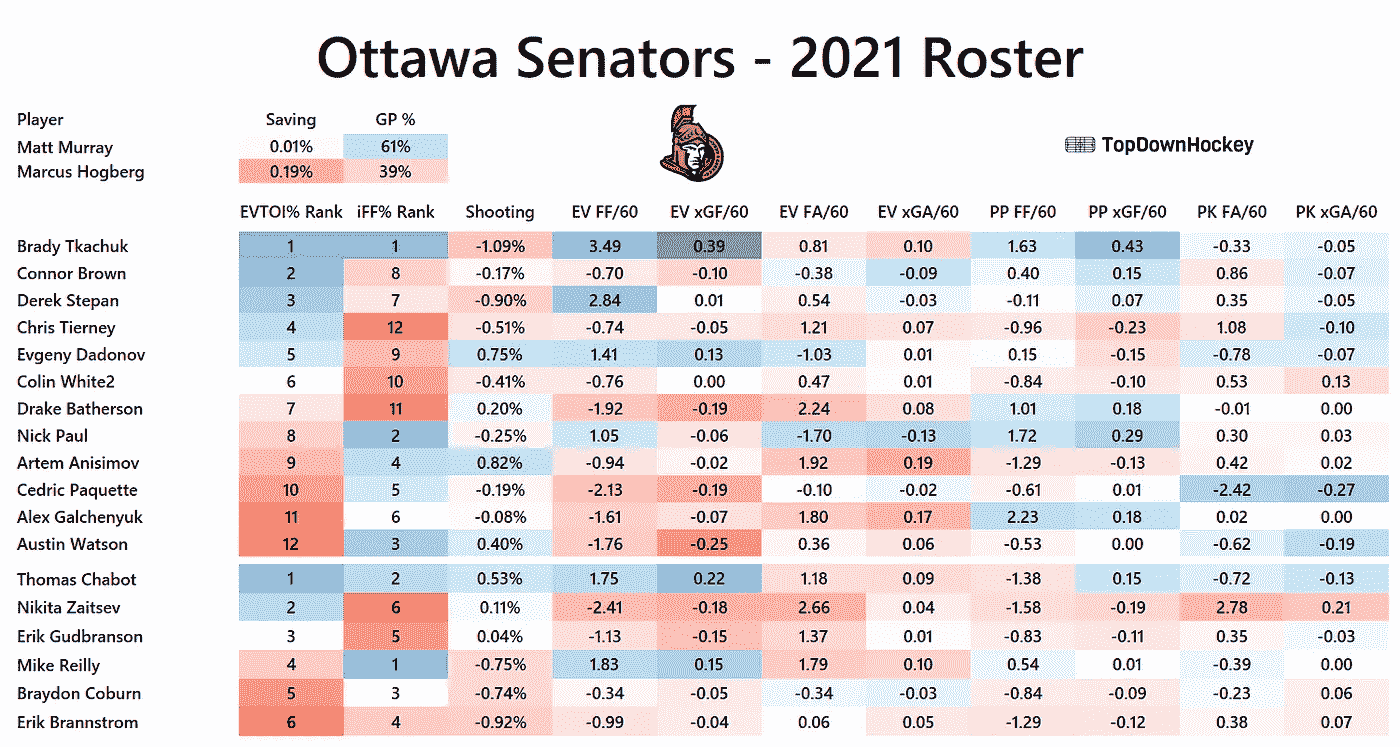 Ottawa Senators - 2021 Roster
Player Saving GP %
Matt Murray 0.01% 61%
Marcus Hogberg 0.19% 39%
TopDownHockey
EVTOI% Rank iFF% Rank Shooting EV FF/60 EV xGF/60 EV FA/60 EV xGA/60 PP FF/60 PP xGF/60 PK FA/60 PK xGA/60
Brady Tkachuk 1 1 -1.09% 3.49 0.39 0.81 0.10 1.63 0.43 -0.33 -0.05
Connor Brown 2 8 -0.17% -0.70 -0.10 -0.38 -0.09 0.40 0.15 0.86 -0.07
Derek Stepan 3 7 -0.90% 2.84 0.01 0.54 -0.03 -0.11 0.07 0.35 -0.05
Chris Tierney 4 12 -0.51% -0.74 -0.05 1.21 0.07 -0.96 -0.23 1.08 -0.10
Evgeny Dadonov 5 9 0.75% 1.41 0.13 -1.03 0.01 0.15 -0.15 -0.78 -0.07
Colin White2 6 10 -0.41% -0.76 0.00 0.47 0.01 -0.84 -0.10 0.53 0.13
Drake Batherson 7 11 0.20% -1.92 -0.19 2.24 0.08 1.01 0.18 -0.01 0.00
Nick Paul 8 2 -0.25% 1.05 -0.06 -1.70 -0.13 1.72 0.29 0.30 0.03
Artem Anisimov 9 4 0.82% -0.94 -0.02 1.92 0.19 -1.29 -0.13 0.42 0.02
Cedric Paquette 10 5 -0.19% -2.13 -0.19 -0.10 -0.02 -0.61 0.01 -2.42 -0.27
Alex Galchenyuk 11 6 -0.08% -1.61 -0.07 1.80 0.17 2.23 0.18 0.02 0.00
Austin Watson 12 3 0.40% -1.76 -0.25 0.36 0.06 -0.53 0.00 -0.62 -0.19
Thomas Chabot 1 2 0.53% 1.75 0.22 1.18 0.09 -1.38 0.15 -0.72 -0.13
Nikita Zaitsev 2 6 0.11% -2.41 -0.18 2.66 0.04 -1.58 -0.19 2.78 0.21
Erik Gudbranson 3 5 0.04% -1.13 -0.15 1.37 0.01 -0.83 -0.11 0.35 -0.03
Mike Reilly 4 1 -0.75% 1.83 0.15 1.79 0.10 0.54 0.01 -0.39 0.00
Braydon Coburn 5 3 -0.74% -0.34 -0.05 -0.34 -0.03 -0.84 -0.09 -0.23 0.06
Erik Brannstrom 6 4 -0.92% -0.99 -0.04 0.06 0.05 -1.29 -0.12 0.38 0.07